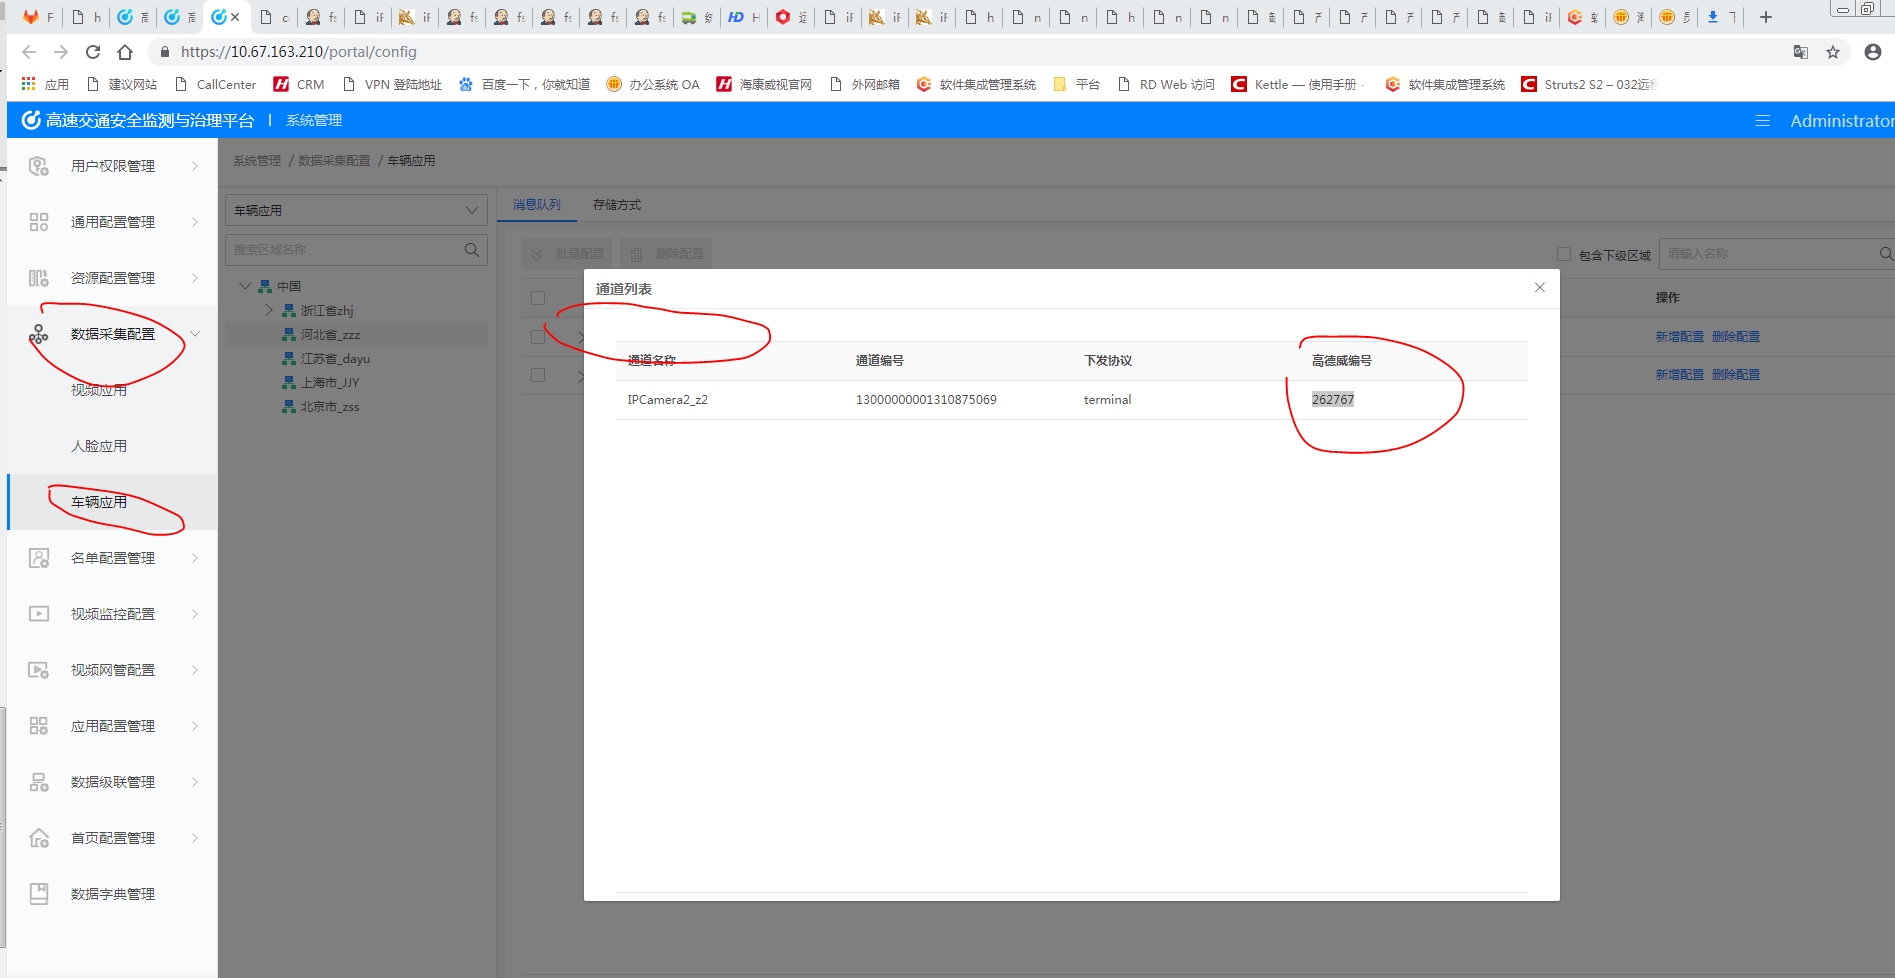 https://10.67.163.210/portal/config
应用
建议网站
CallCenter
CRM
VPN 登陆地址
百度一下，你就知道
办公系统 OA
海康威视官网
外网邮箱
软件集成管理系统
平台
RD Web 访问
Kettle — 使用手册 -
软件集成管理系统
Struts2 S2 – 032远
高速交通安全监测与治理平台 | 系统管理
Administrator
用户权限管理
通用配置管理
资源配置管理
数据采集配置
视频应用
人脸应用
车辆应用
名单配置管理
视频监控配置
视频网管配置
应用配置管理
数据级联管理
首页配置管理
数据字典管理
系统管理 / 数据采集配置 / 车辆应用
车辆应用
搜索区域名称
中国
浙江省zhj
河北省_zzz
江苏省_dayu
上海市_JJY
北京市_zss
消息队列
存储方式
批量配置
删除配置
包含下级区域
请输入名称
操作
新增配置 删除配置
新增配置 删除配置
通道列表
通道名称 通道编号 下发协议 高德威编号
IPCamera2_z2 13000000001310875069 terminal 262767